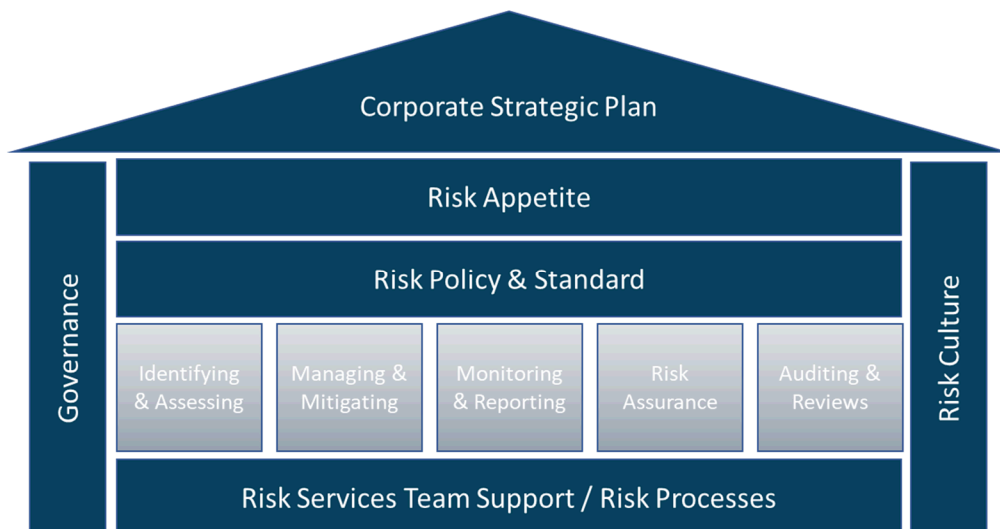 Corporate Strategic Plan
Risk Appetite
Risk Policy & Standard
Governance
Identifying
& Assessing
Managing &
Mitigating
Monitoring
& Reporting
Risk
Assurance
Auditing &
Reviews
Risk Culture
Risk Services Team Support / Risk Processes